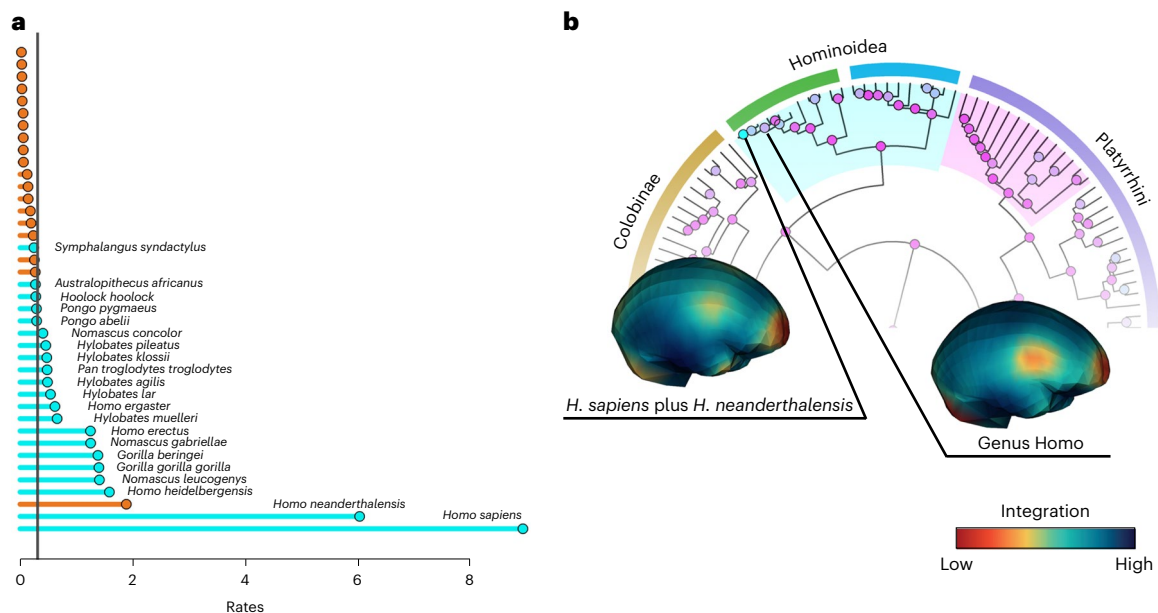 a
Symphalangus syndactylus
Australopithecus africanus
Hoolock hoolock
Pongo pygmaeus
Pongo abelii
Nomascus concolor
Hylobates pileatus
Hylobates klossii
Pan troglodytes troglodytes
Hylobates agilis
Hylobates lar
Homo ergaster
Hylobates muelleri
Homo erectus
Nomascus gabriellae
Gorilla beringei
Gorilla gorilla gorilla
Nomascus leucogenys
Homo heidelbergensis
Homo neanderthalensis
Homo sapiens
0 2 4 6 8
Rates
b
Hominoidea
Colobinae
Platyrrhini
H. sapiens plus H. neanderthalensis
Genus Homo
Integration
Low High